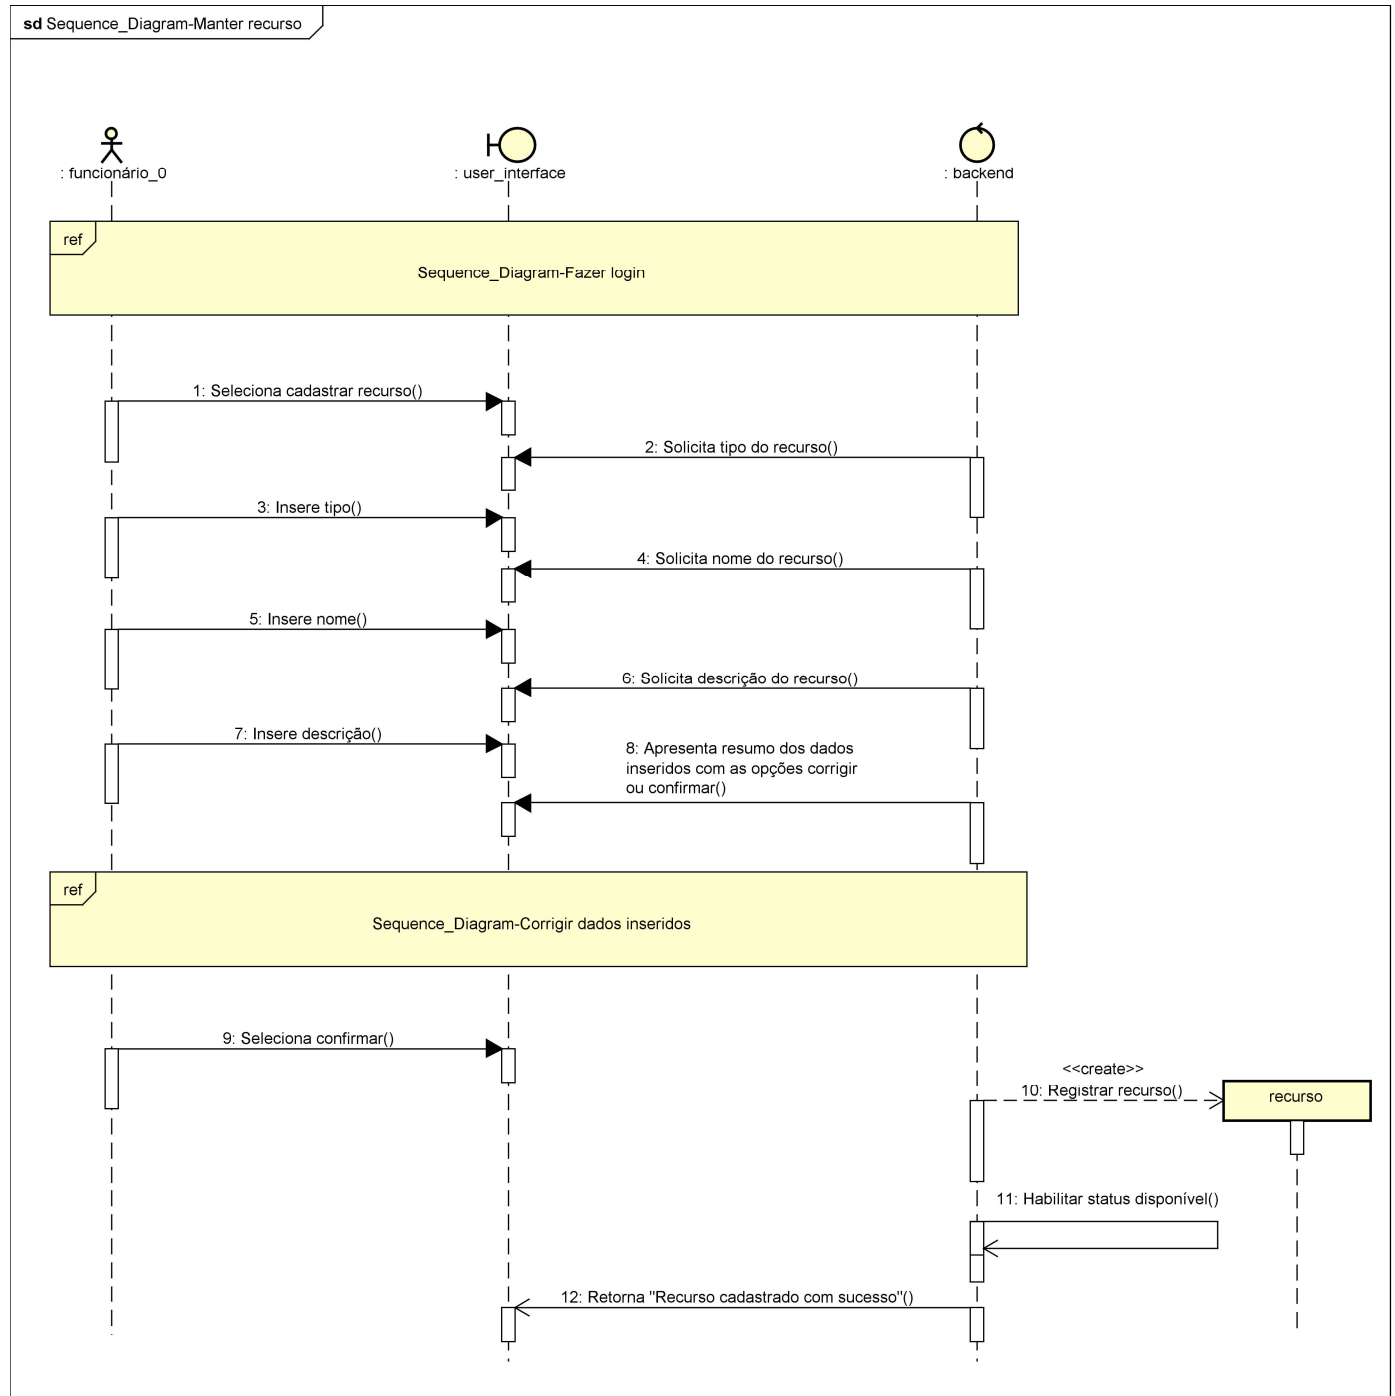 sd Sequence_Diagram-Manter recurso
: funcionário_0
: user_interface
: backend
ref
Sequence_Diagram-Fazer login
1: Seleciona cadastrar recurso()
2: Solicita tipo do recurso()
3: Insere tipo()
4: Solicita nome do recurso()
5: Insere nome()
6: Solicita descrição do recurso()
7: Insere descrição()
8: Apresenta resumo dos dados
inseridos com as opções corrigir
ou confirmar()
ref
Sequence_Diagram-Corrigir dados inseridos
9: Seleciona confirmar()
<<create>>
10: Registrar recurso()
recurso
11: Habilitar status disponível()
12: Retorna "Recurso cadastrado com sucesso"()